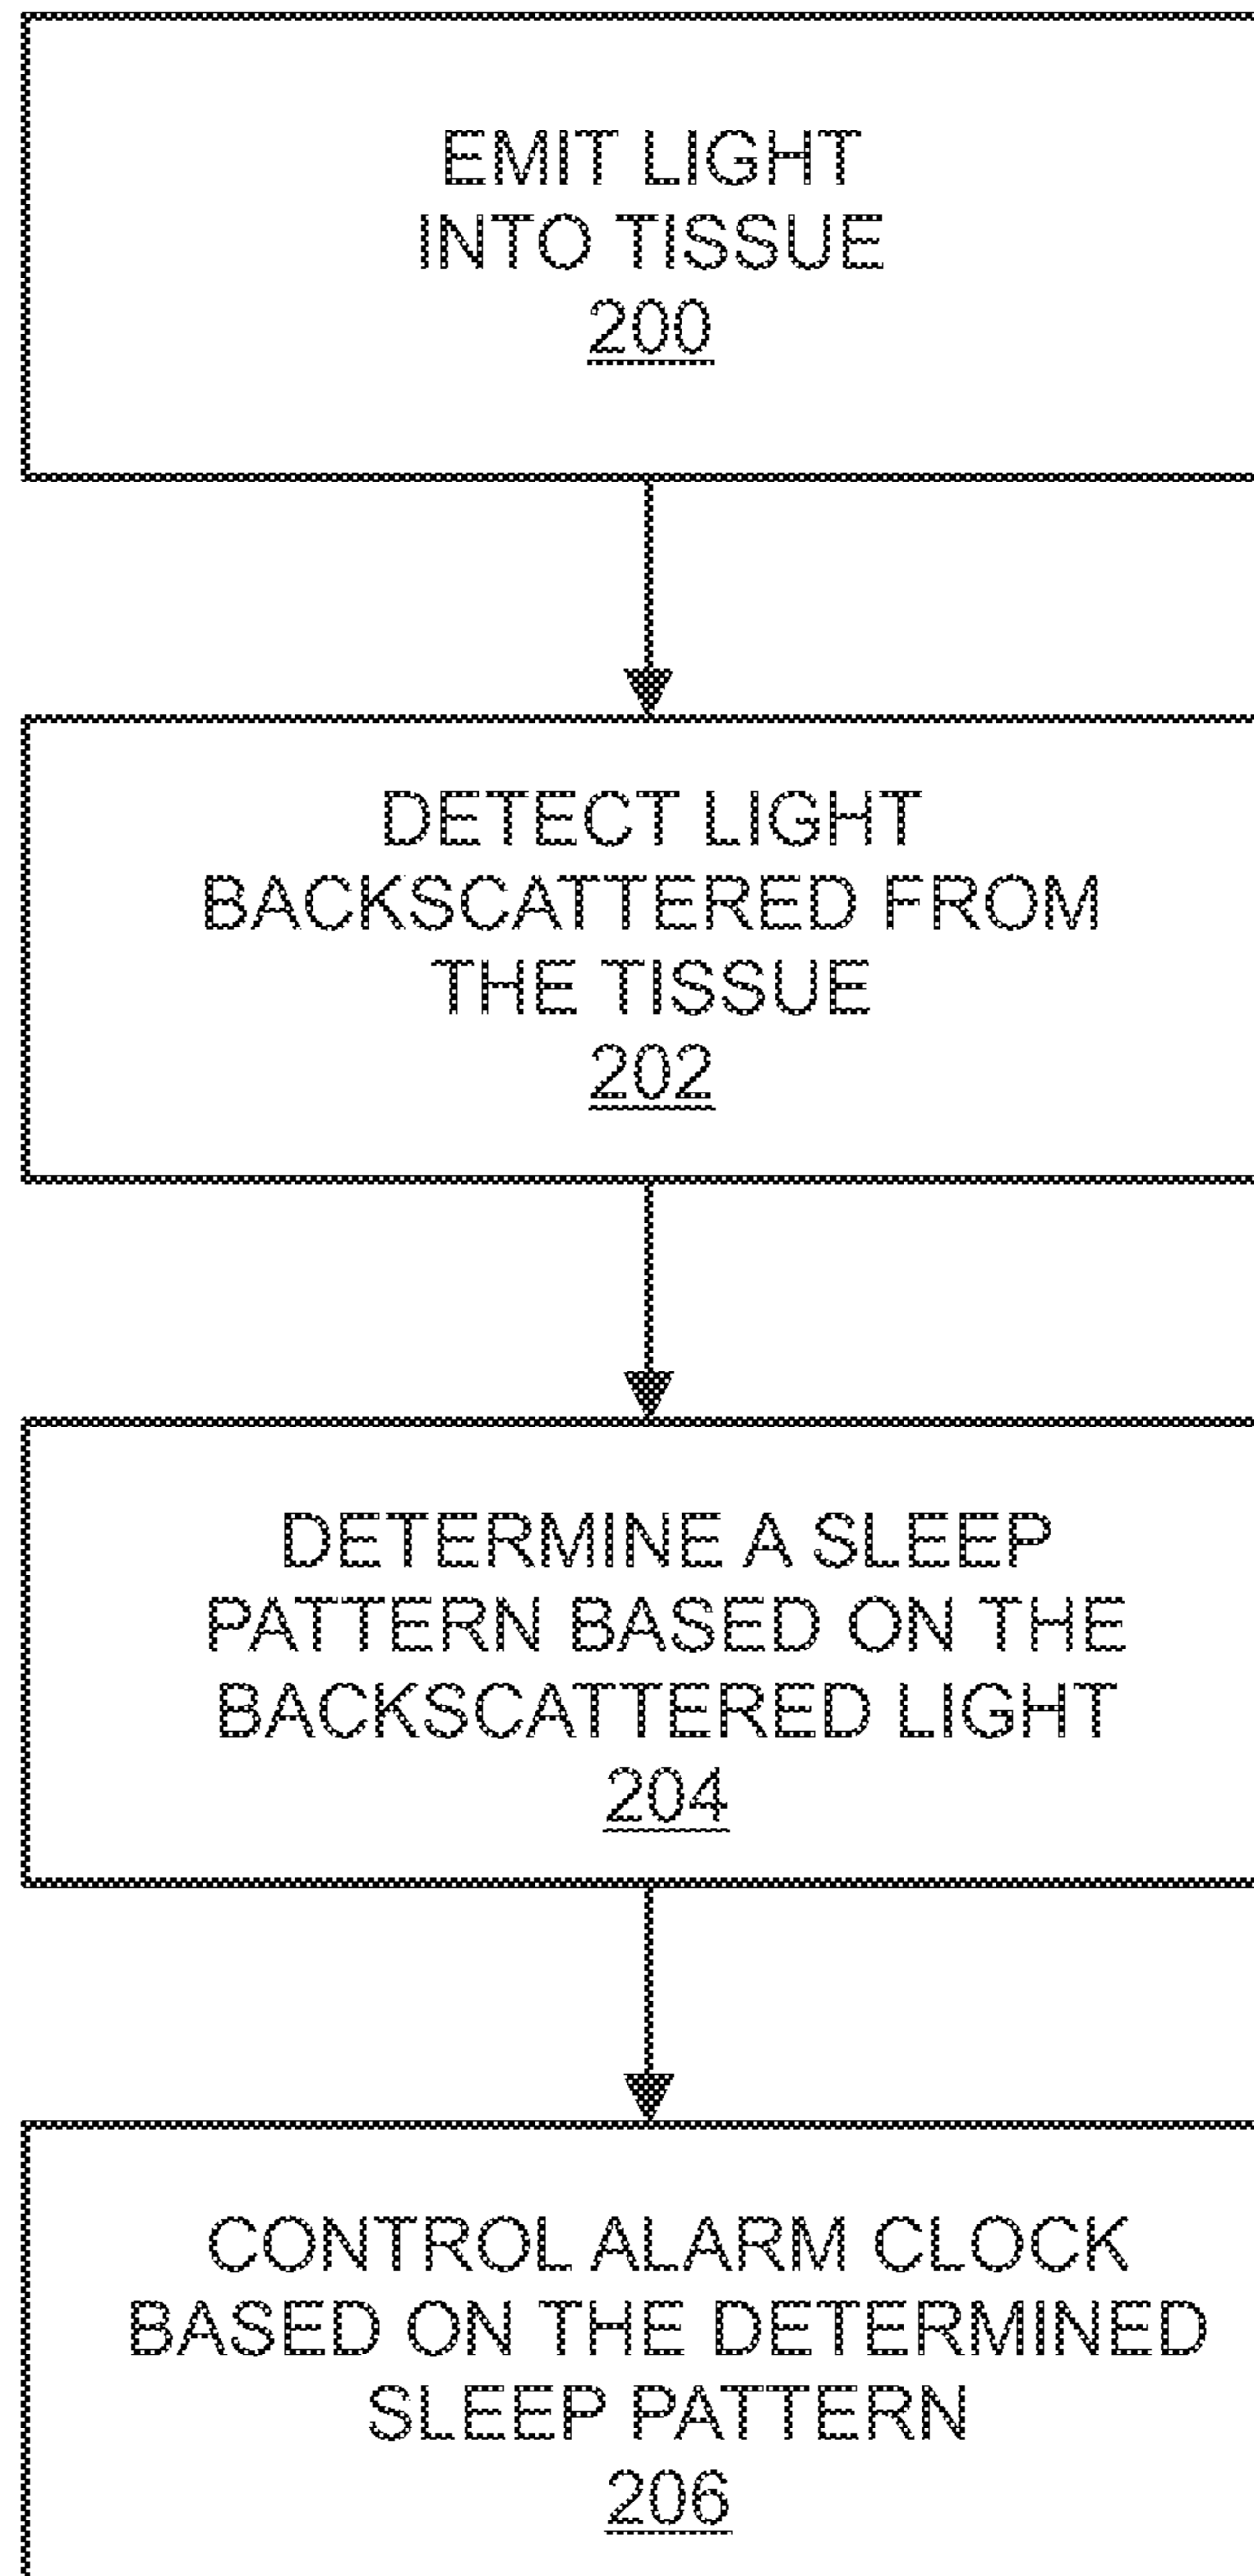 EMIT LIGHT
INTO TISSUE
200
DETECT LIGHT
BACKSCATTERED FROM
THE TISSUE
202
DETERMINE A SLEEP
PATTERN BASED ON THE
BACKSCATTERED LIGHT
204
CONTROL ALARM CLOCK
BASED ON THE DETERMINED
SLEEP PATTERN
206